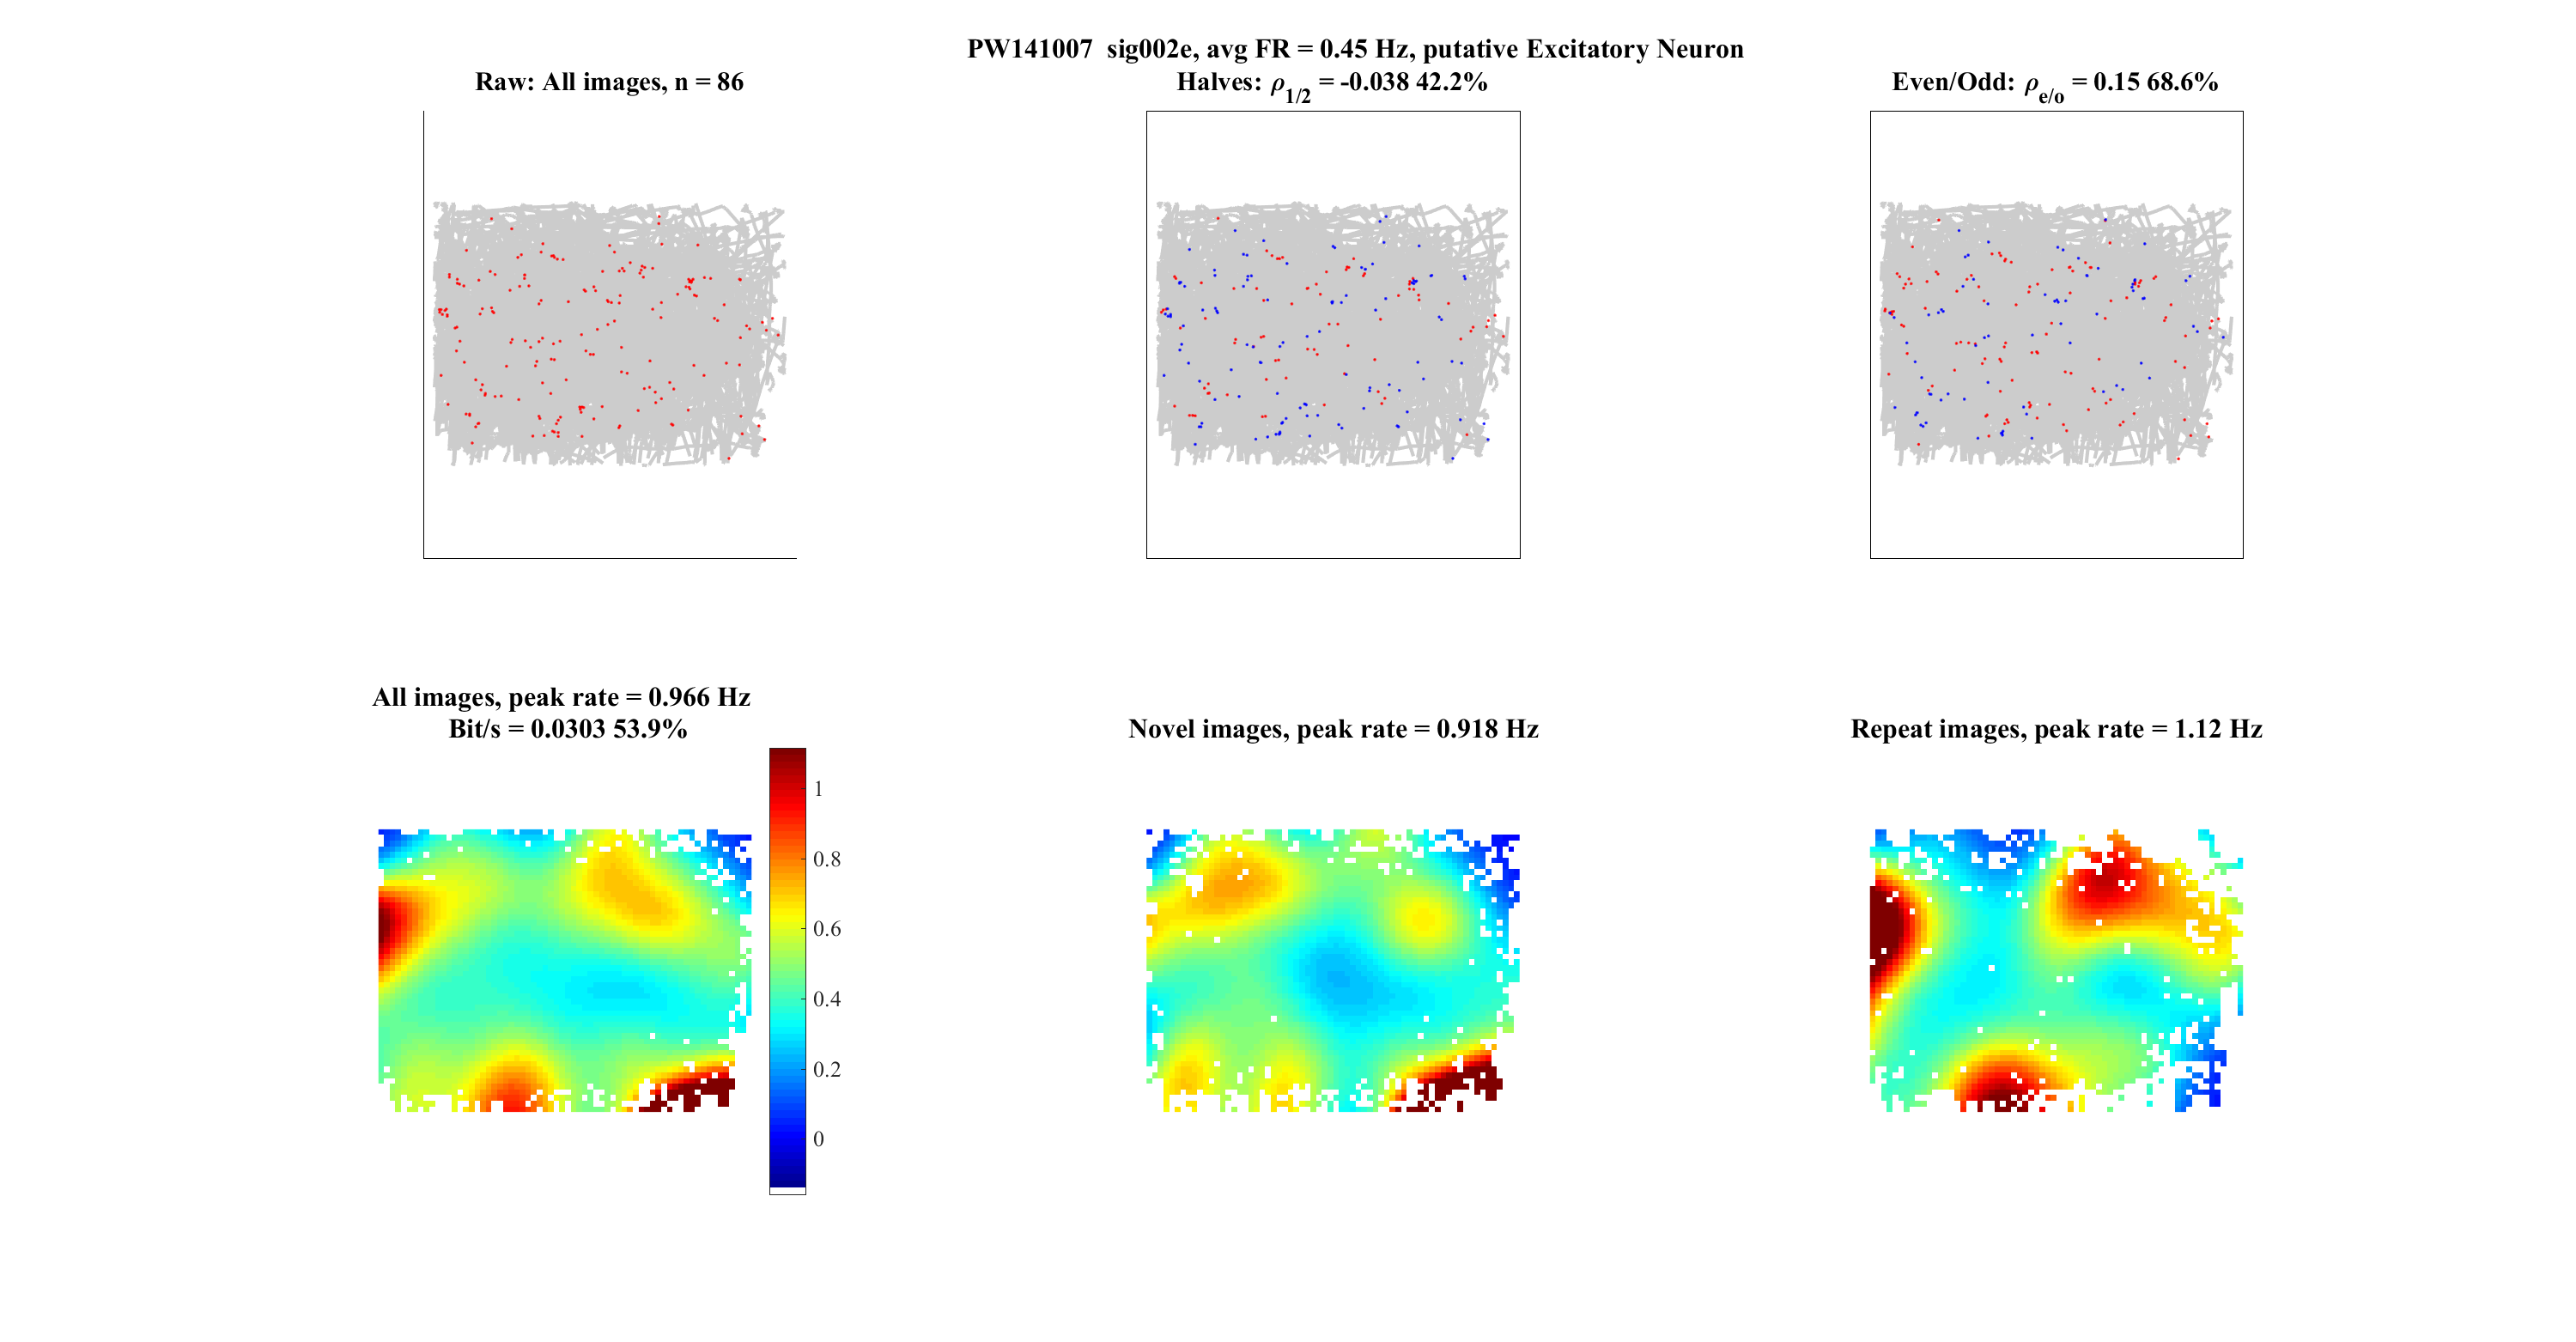 PW141007  sig002e, avg FR = 0.45 Hz, putative Excitatory Neuron
Raw: All images, n = 86
Halves: ρ1/2 = -0.038 42.2%
Even/Odd: ρe/o = 0.15 68.6%
All images, peak rate = 0.966 Hz
Bit/s = 0.0303 53.9%
Novel images, peak rate = 0.918 Hz
Repeat images, peak rate = 1.12 Hz
1
0.8
0.6
0.4
0.2
0